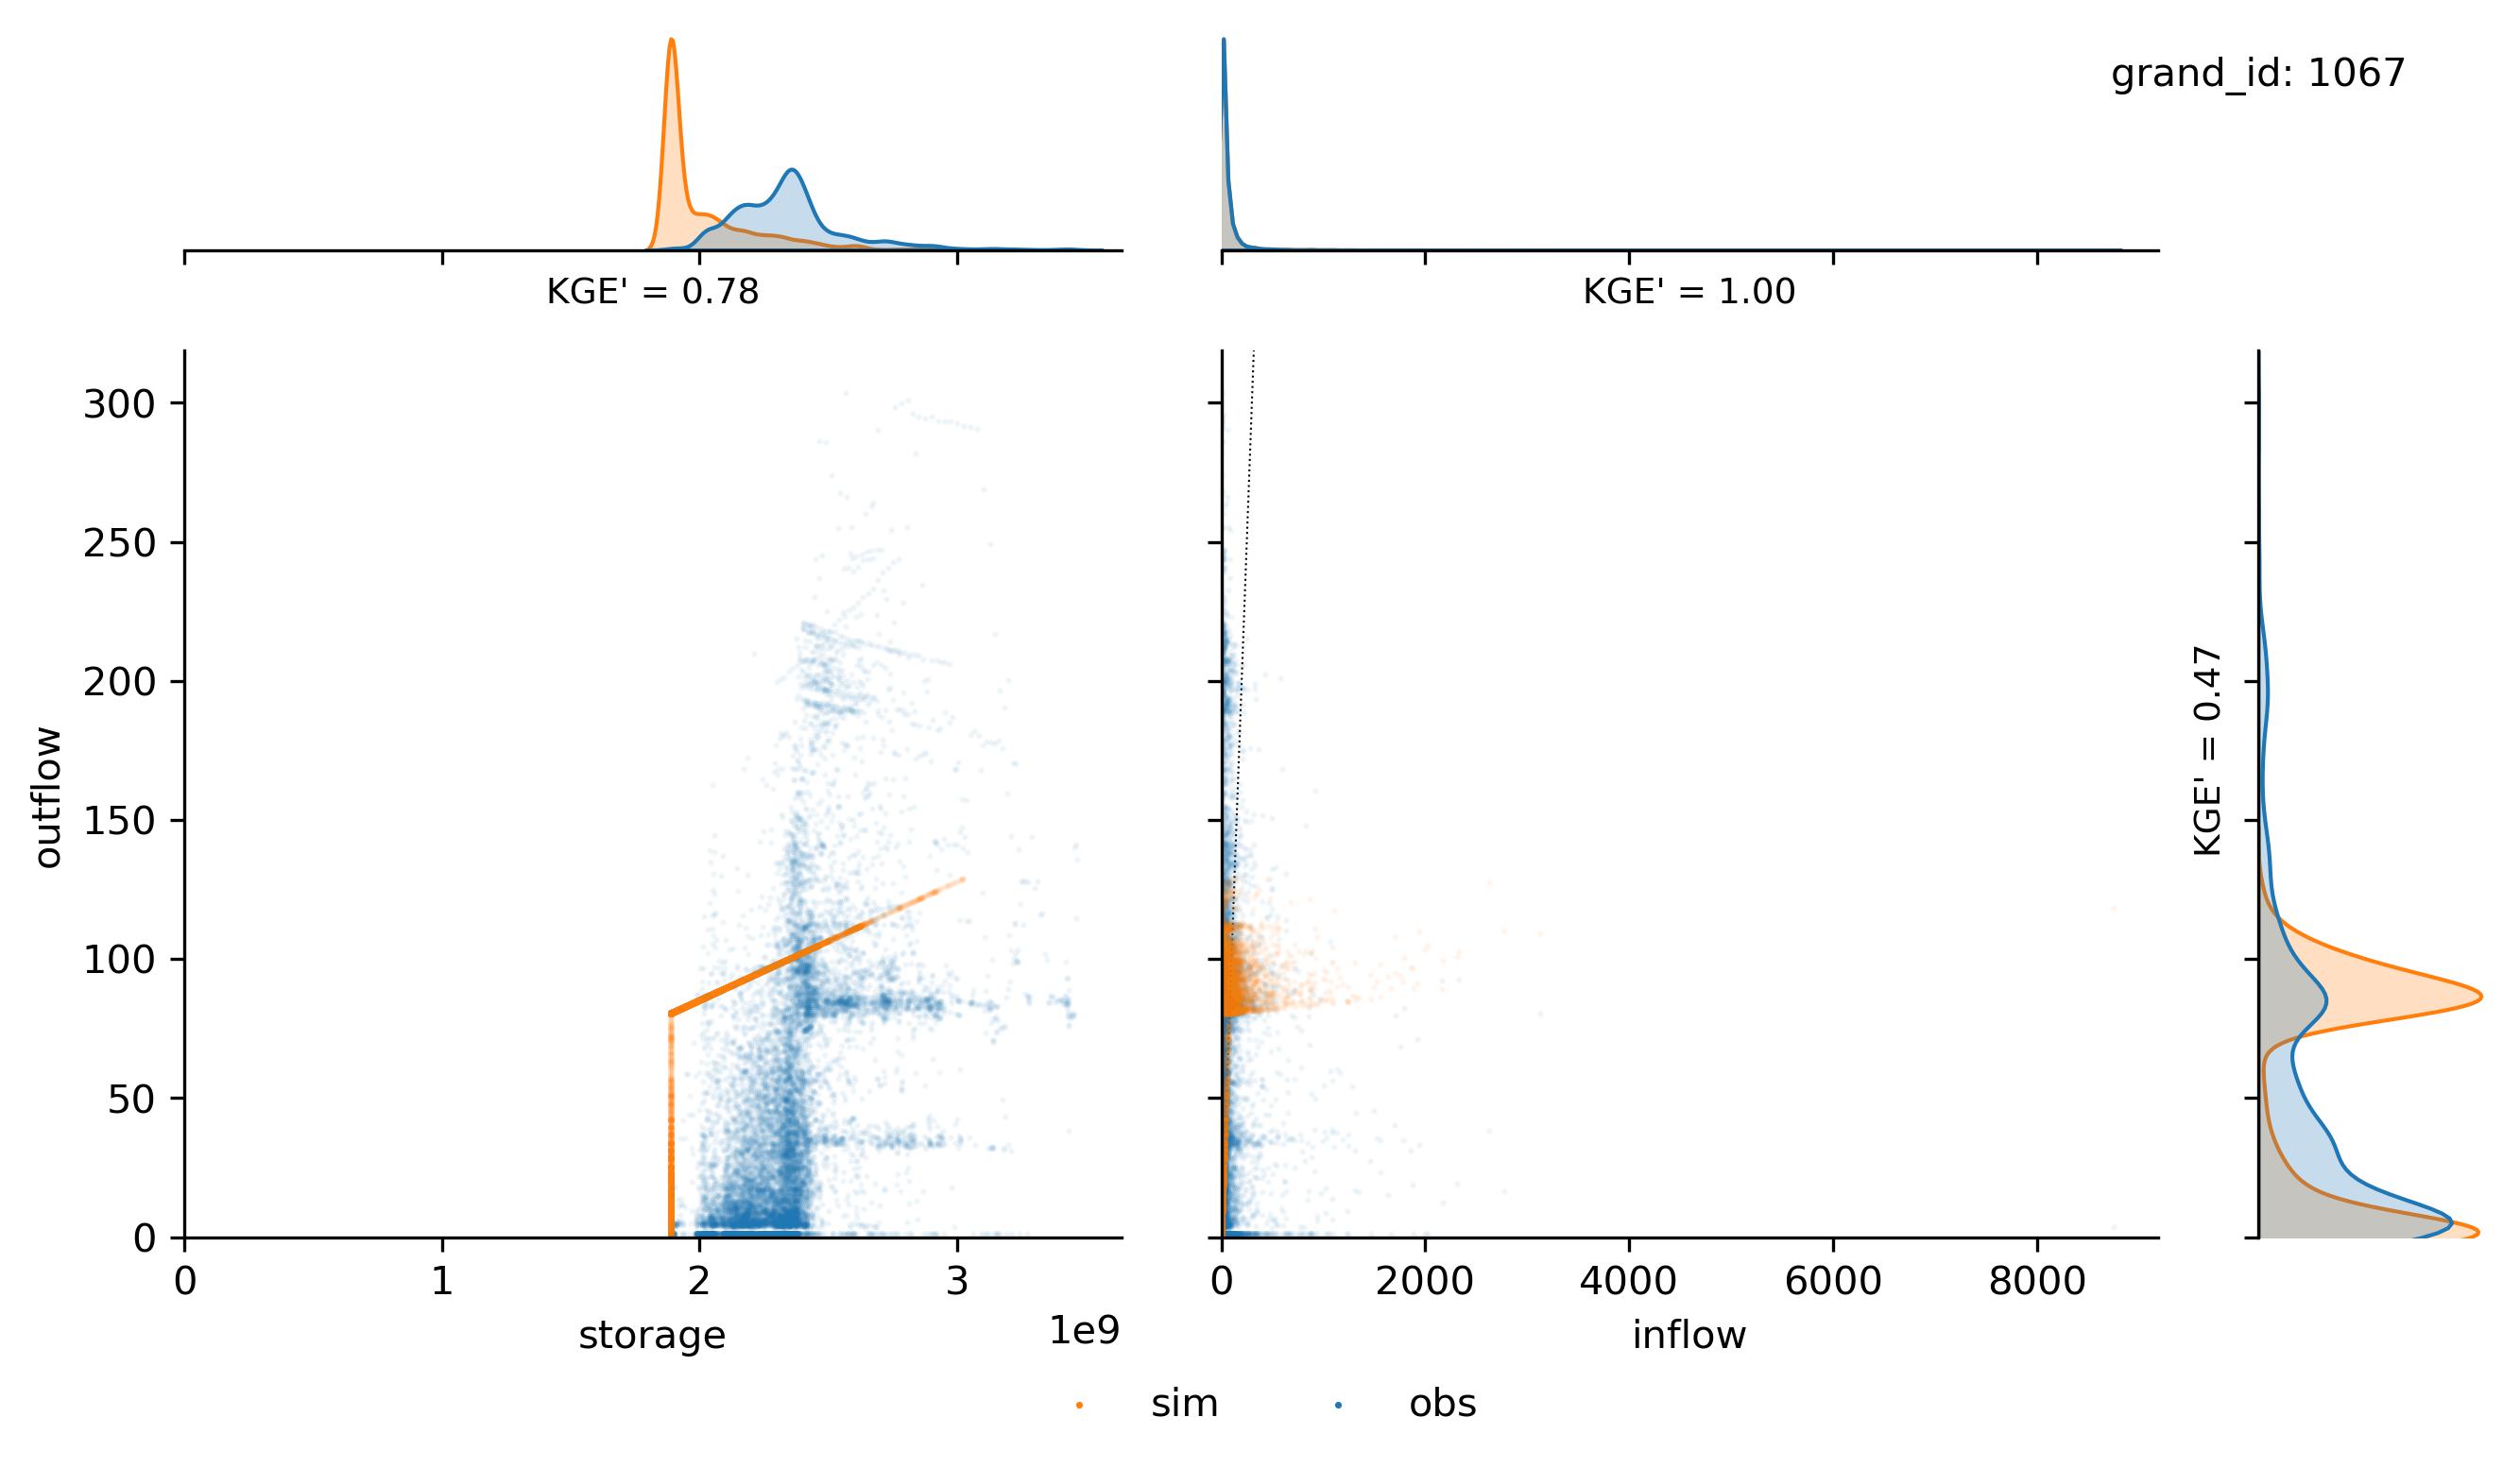 grand_id: 1067
KGE' = 0.78
KGE' = 1.00
300
250
200
150
100
50
0
outflow
KGE' = 0.47
0 1 2 3
1e9
storage
0 2000 4000 6000 8000
inflow
sim obs